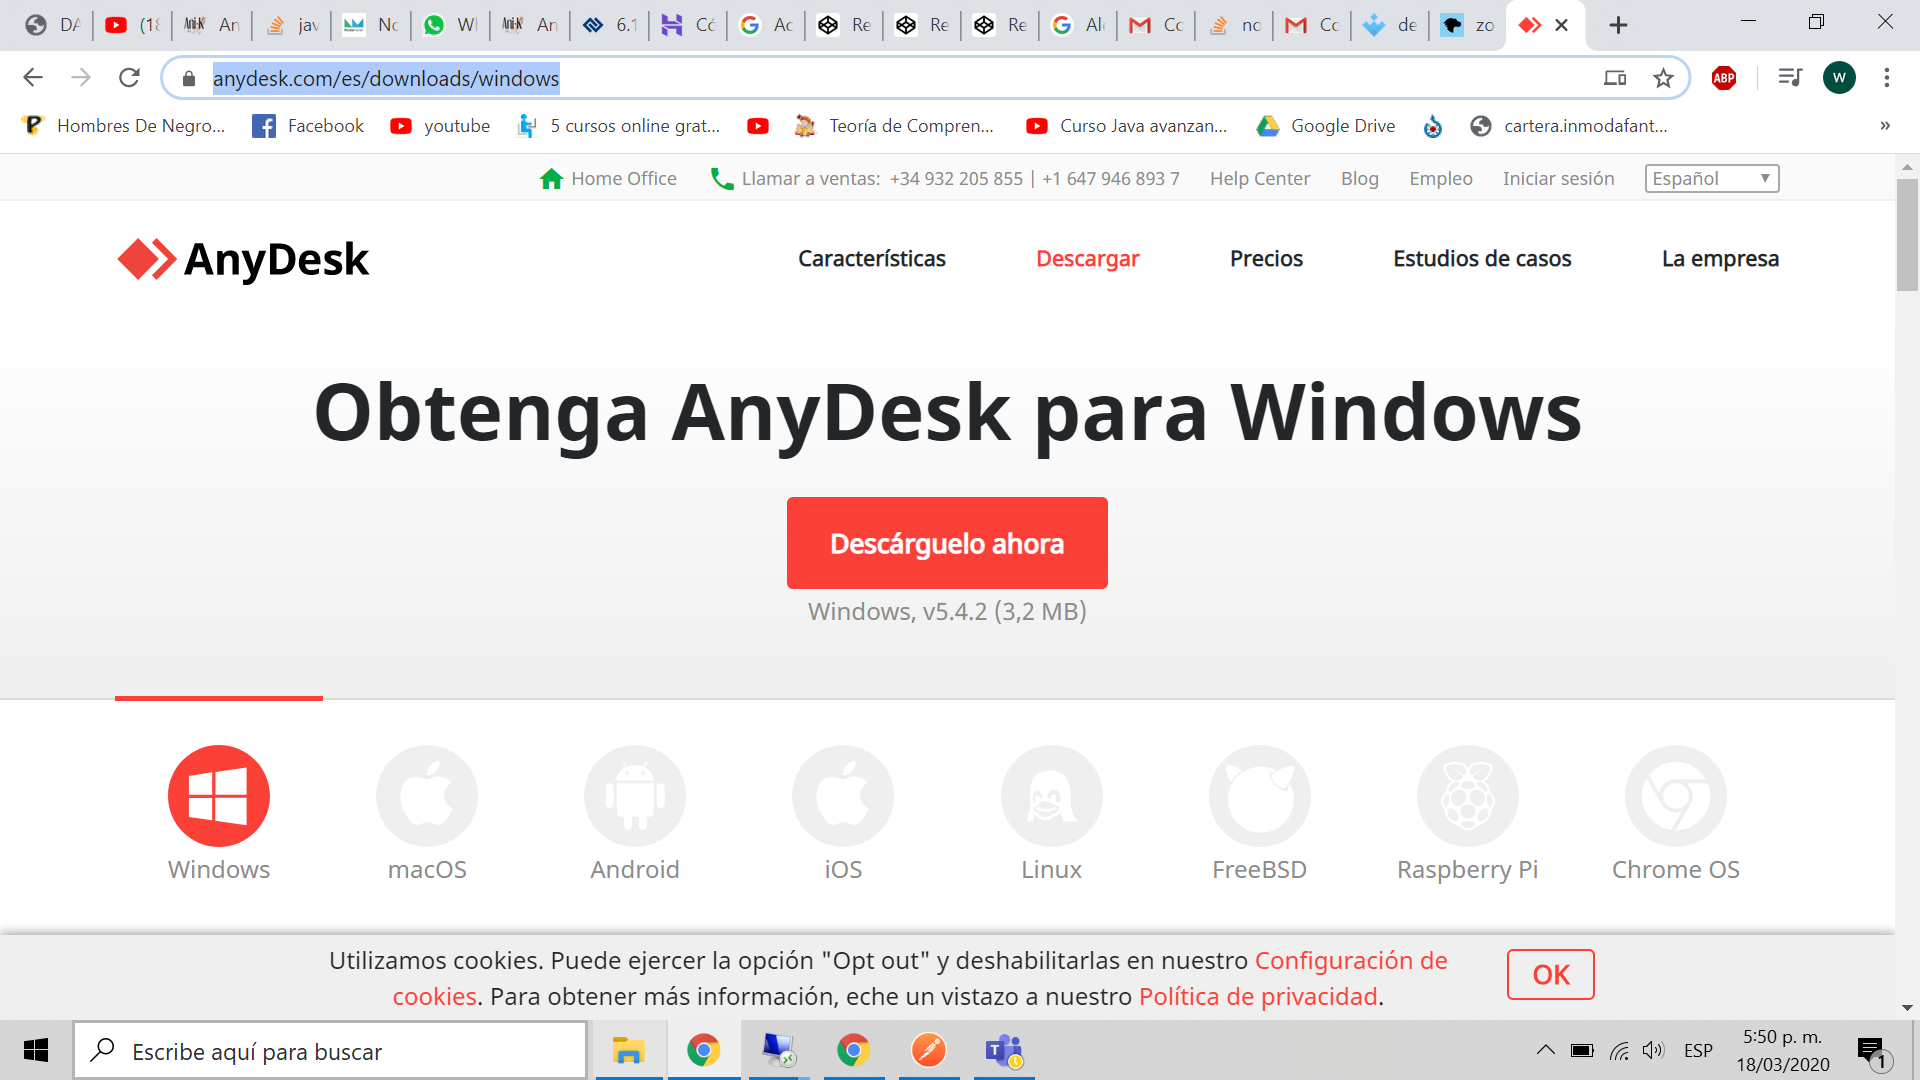 DA
(18
An
jav
No
Wh
An
6.1
Có
Ac
Re
Re
Re
Al
Co
no
Co
de
zo
anydesk.com/es/downloads/windows
ABP
W
Hombres De Negro...
Facebook
youtube
5 cursos online grat...
Teoría de Compren...
Curso Java avanzan...
Google Drive
cartera.inmodafant...
»
Home Office
Llamar a ventas: +34 932 205 855 | +1 647 946 893 7
Help Center
Blog
Empleo
Iniciar sesión
Español
AnyDesk
Características
Descargar
Precios
Estudios de casos
La empresa
Obtenga AnyDesk para Windows
Descárguelo ahora
Windows, v5.4.2 (3,2 MB)
Windows
macOS
Android
iOS
Linux
FreeBSD
Raspberry Pi
Chrome OS
Utilizamos cookies. Puede ejercer la opción "Opt out" y deshabilitarlas en nuestro Configuración de
cookies. Para obtener más información, eche un vistazo a nuestro Política de privacidad.
OK
Escribe aquí para buscar
ESP
5:50 p. m.
18/03/2020
1